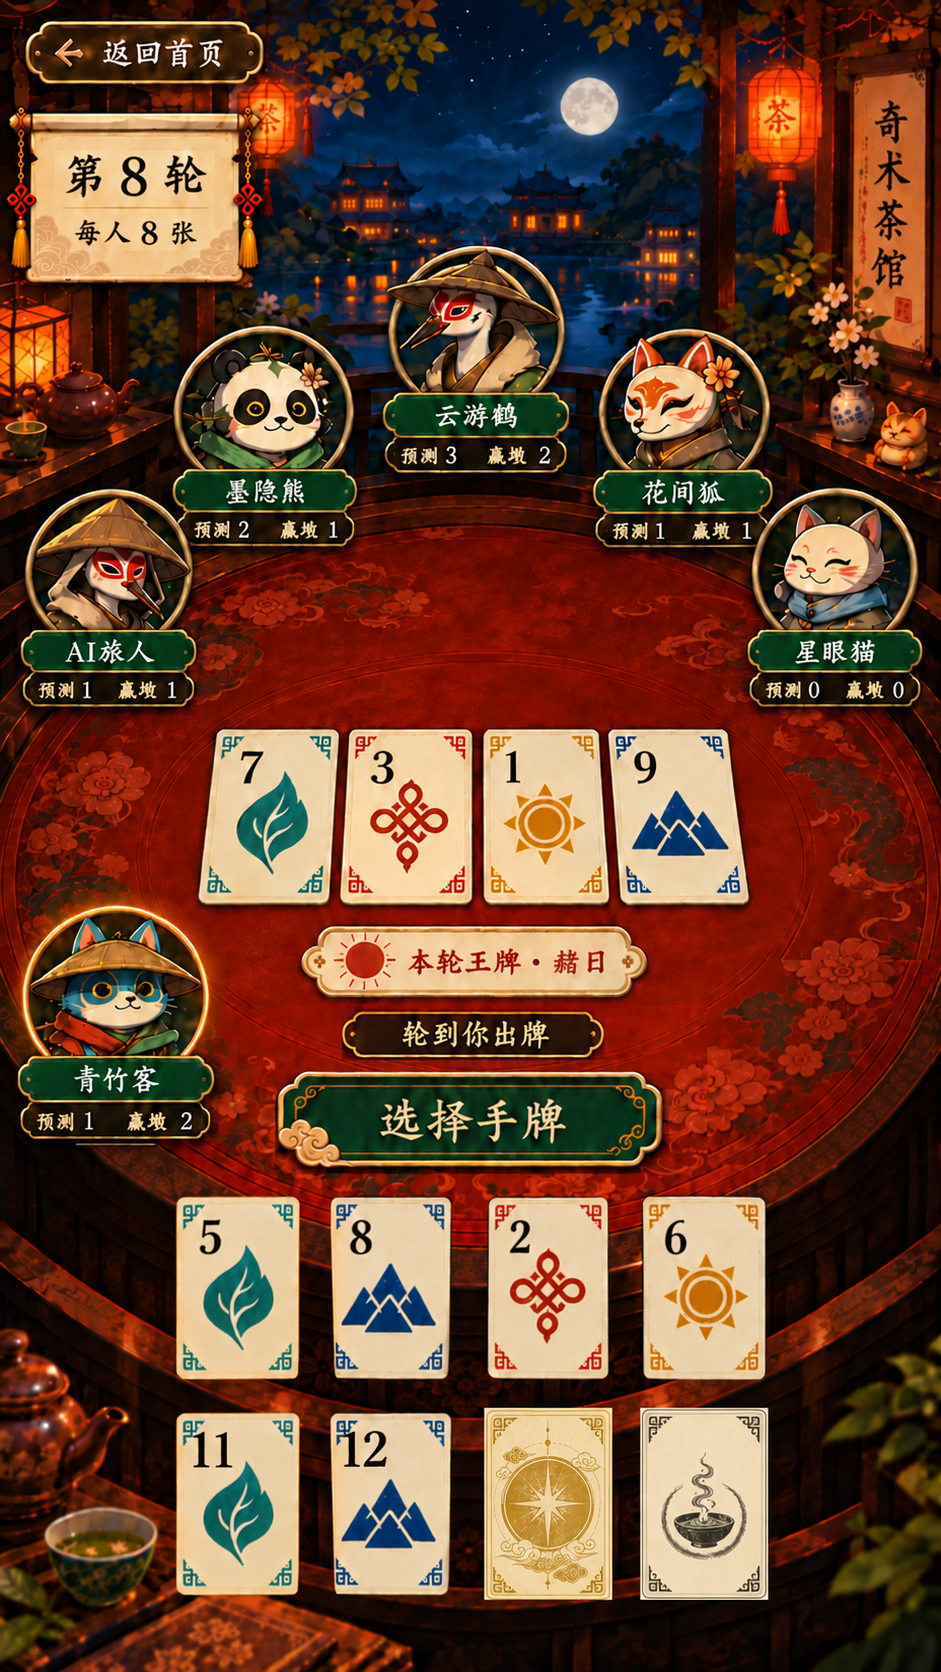 返回首页
第 8 轮
每人 8 张
茶
茶
奇术茶馆
云游鹤
预测 3 赢墩 2
墨隐熊
预测 2 赢墩 1
花间狐
预测 1 赢墩 1
AI旅人
预测 1 赢墩 1
星眼猫
预测 0 赢墩 0
7
3
1
9
本轮王牌·赭日
轮到你出牌
青竹客
预测 1 赢墩 2
选择手牌
5
8
2
6
11
12